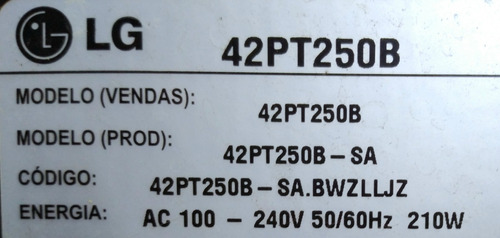 LG 42PT250B
MODELO (VENDAS): 42PT250B
MODELO (PROD): 42PT250B-SA
CÓDIGO: 42PT250B-SA.BWZLLJZ
ENERGIA: AC 100 - 240V 50/60Hz 210W